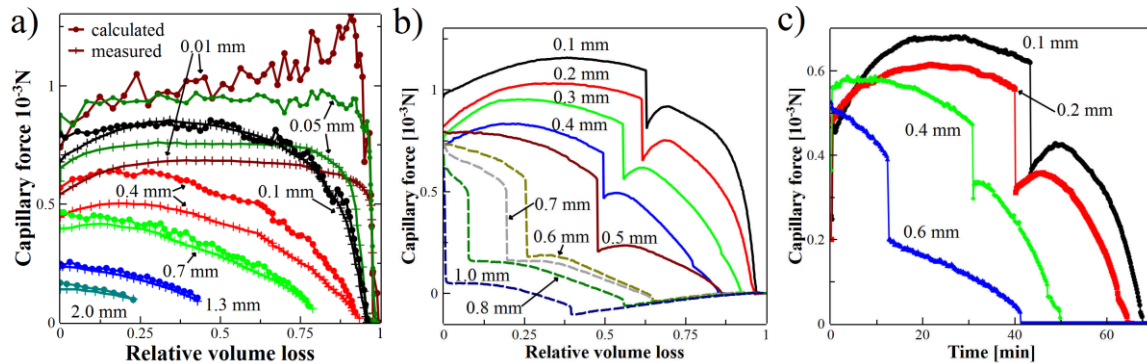 a)
calculated
measured
0.01 mm
0.05 mm
0.4 mm
0.1 mm
0.7 mm
1.3 mm
2.0 mm
Capillary force 10⁻³N
0
0.5
1
0
0.25
0.5
0.75
1
Relative volume loss
b)
0.1 mm
0.2 mm
0.3 mm
0.4 mm
0.7 mm
0.5 mm
0.6 mm
1.0 mm
0.8 mm
Capillary force [10⁻³N]
0
0.5
1
0
0.25
0.5
0.75
1
Relative volume loss
c)
0.1 mm
0.2 mm
0.4 mm
0.6 mm
Capillary force [10⁻³N]
0.6
0.4
0.2
0
0
20
40
60
Time [min]